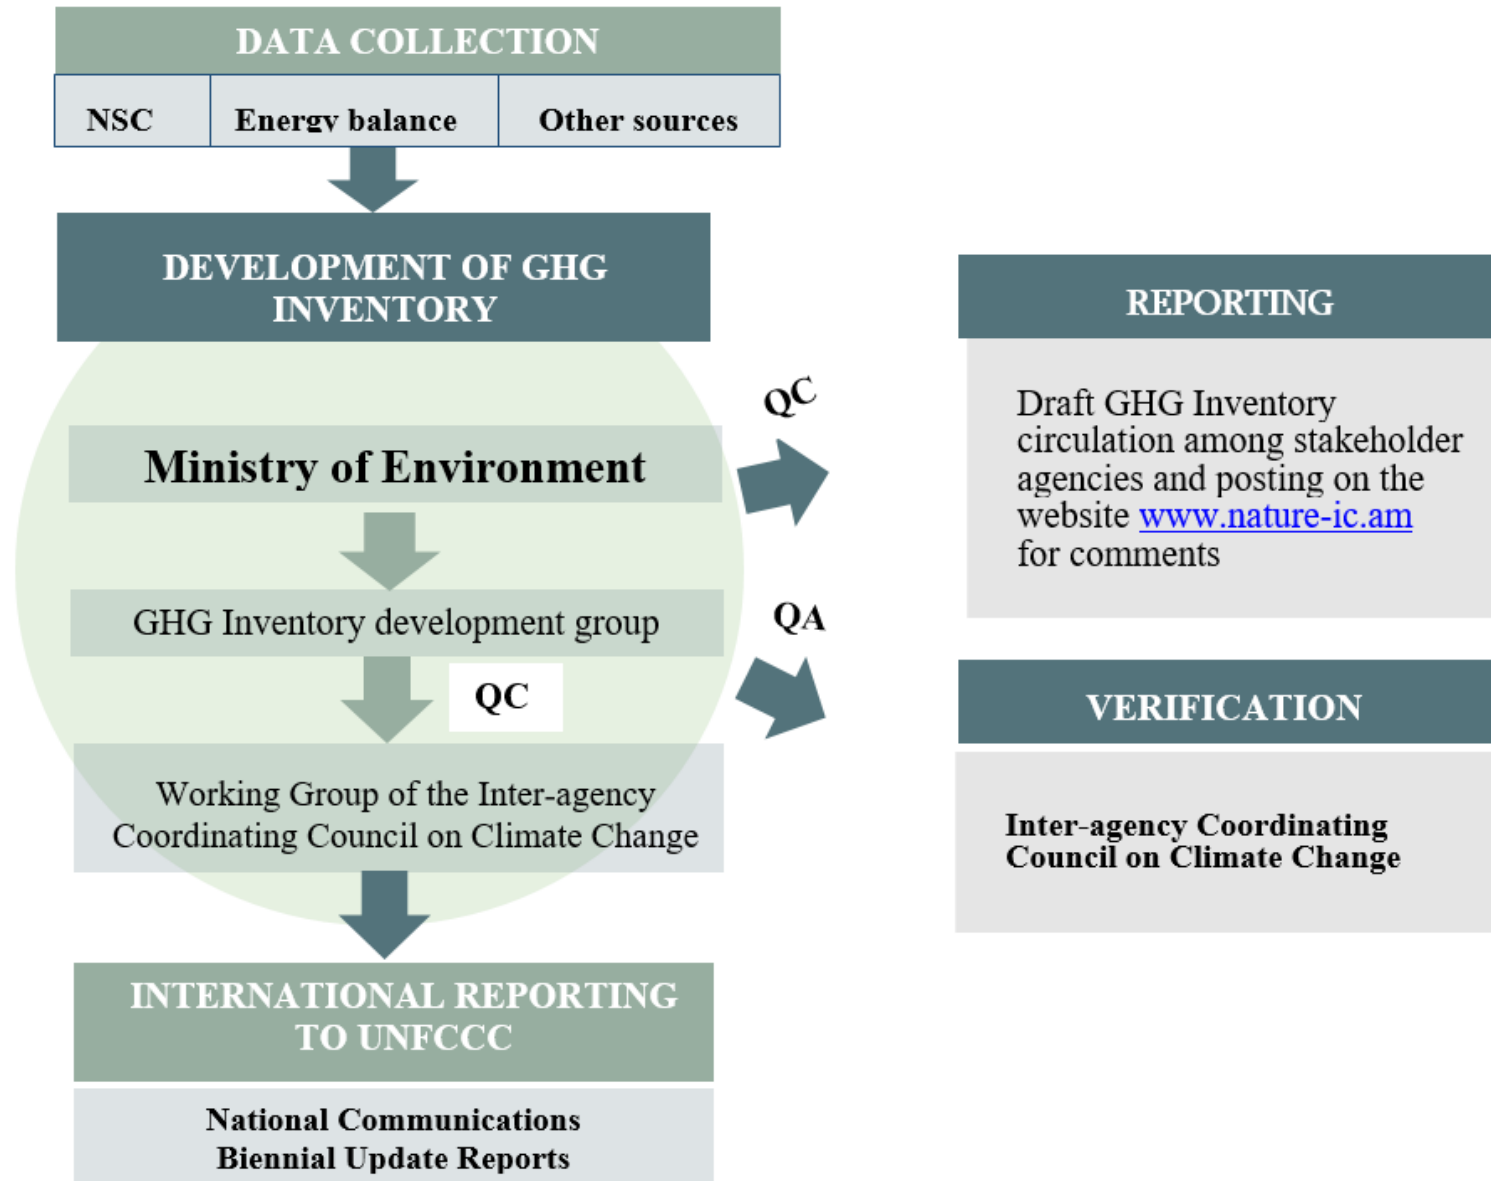 DATA COLLECTION
NSC
Energy balance
Other sources
DEVELOPMENT OF GHG
INVENTORY
Ministry of Environment
GHG Inventory development group
QC
Working Group of the Inter-agency
Coordinating Council on Climate Change
INTERNATIONAL REPORTING
TO UNFCCC
National Communications
Biennial Update Reports
QC
REPORTING
Draft GHG Inventory
circulation among stakeholder
agencies and posting on the
website www.nature-ic.am
for comments
QA
VERIFICATION
Inter-agency Coordinating
Council on Climate Change